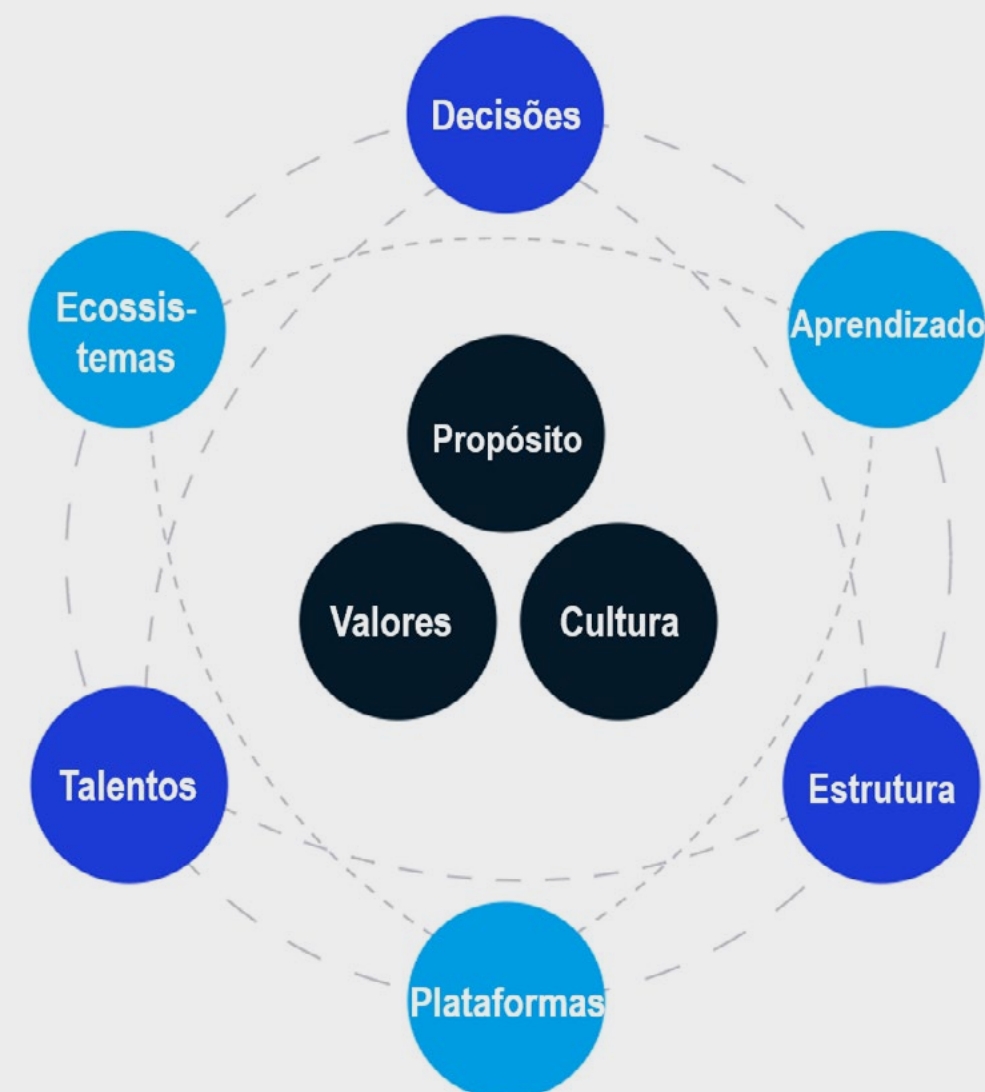 Decisões
Ecossis-
temas
Aprendizado
Propósito
Valores
Cultura
Talentos
Estrutura
Plataformas